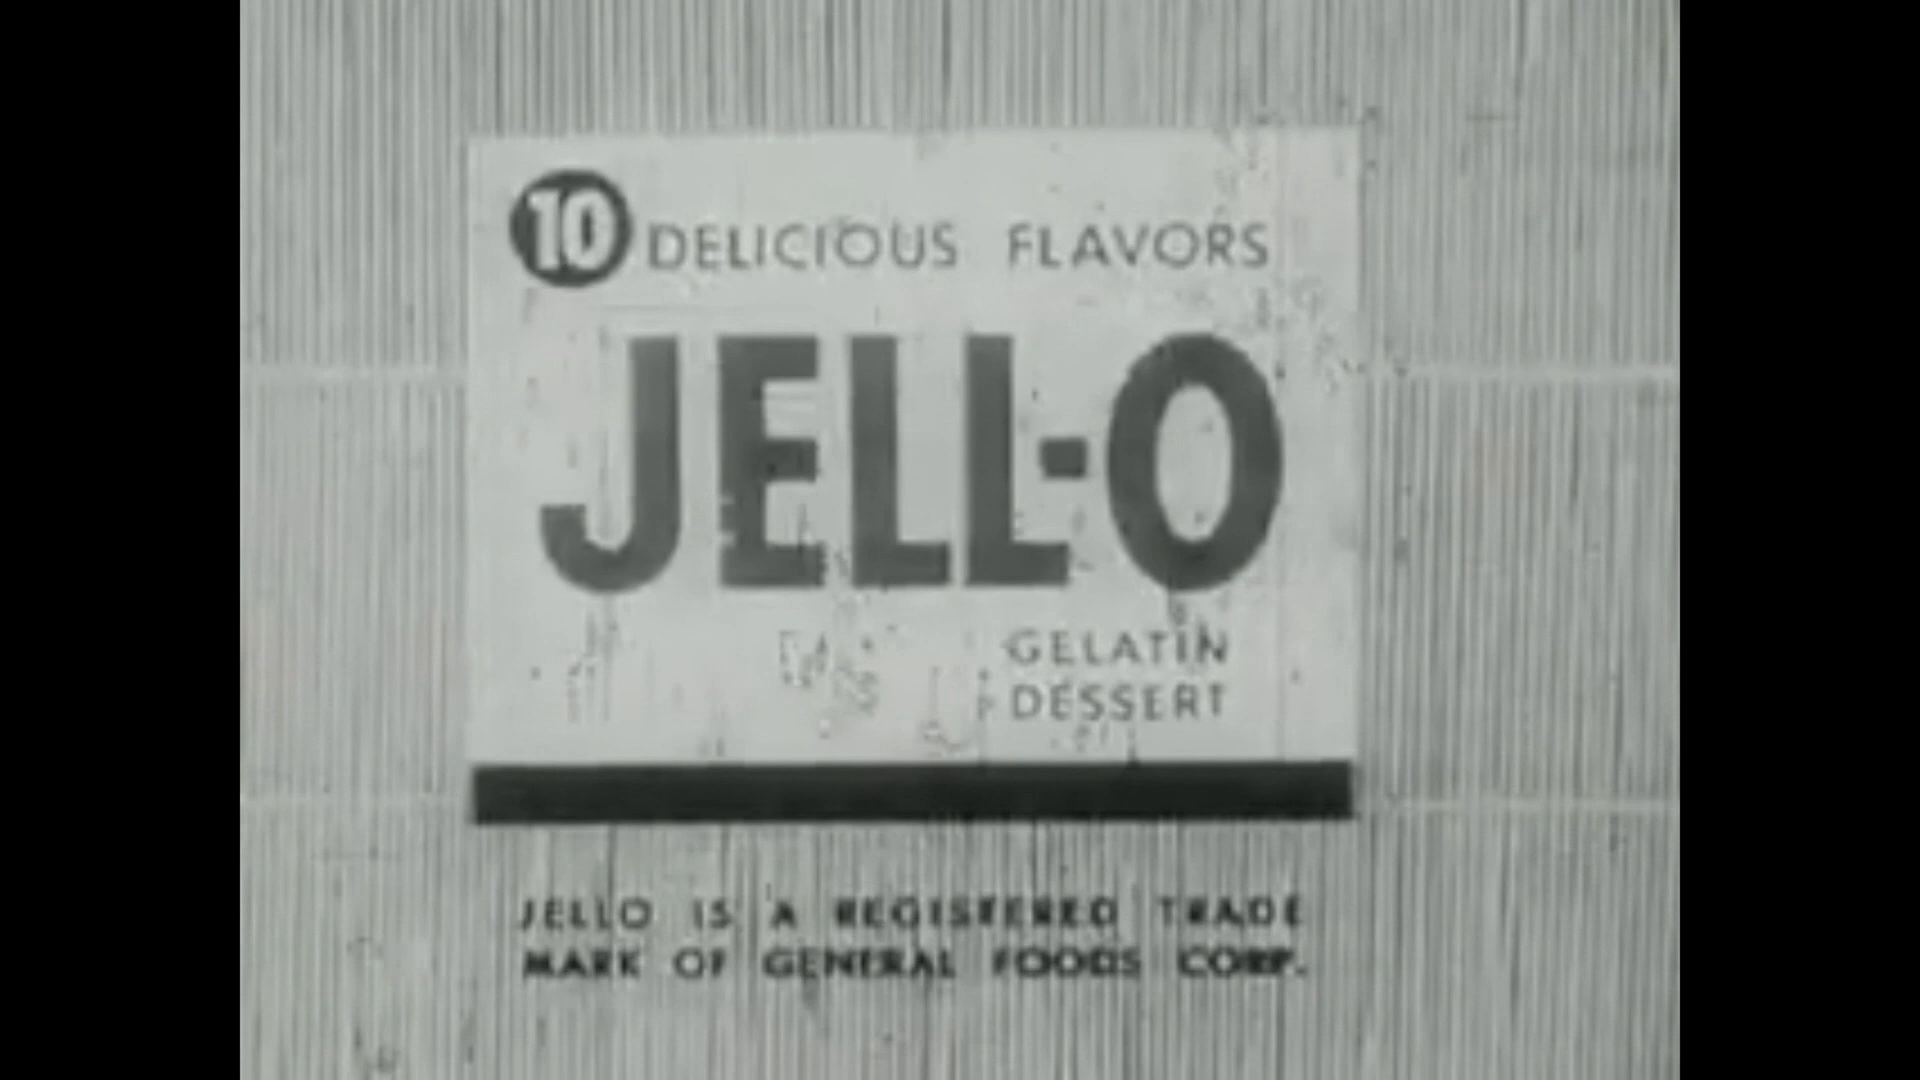 10 DELICIOUS FLAVORS
JELL-O
GELATIN
DESSERT
JELLO IS A REGISTERED TRADE
MARK OF GENERAL FOODS CORP.